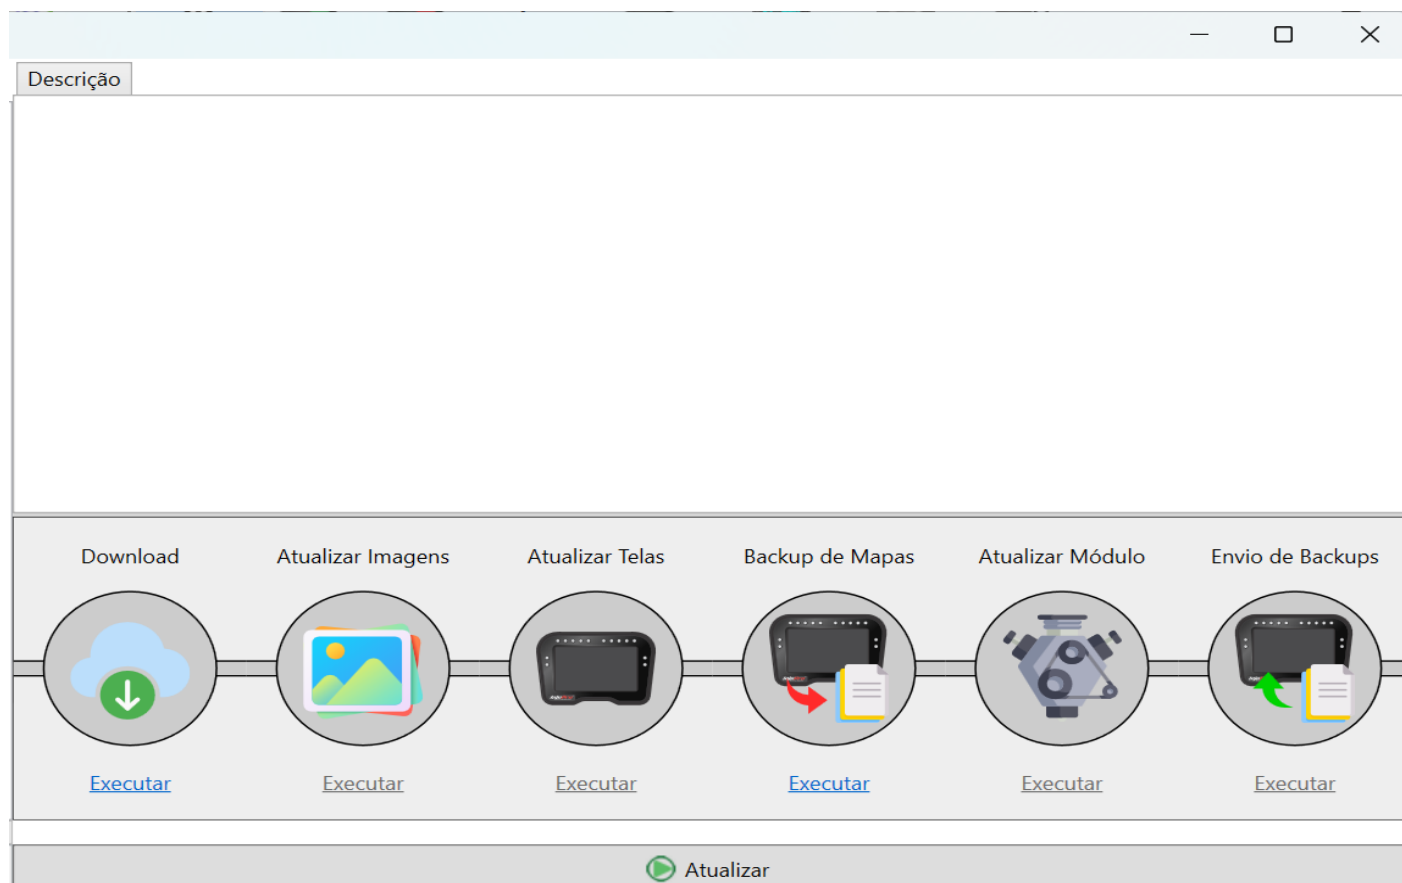 Descrição
Download
Atualizar Imagens
Atualizar Telas
Backup de Mapas
Atualizar Módulo
Envio de Backups
Executar
Executar
Executar
Executar
Executar
Executar
Atualizar